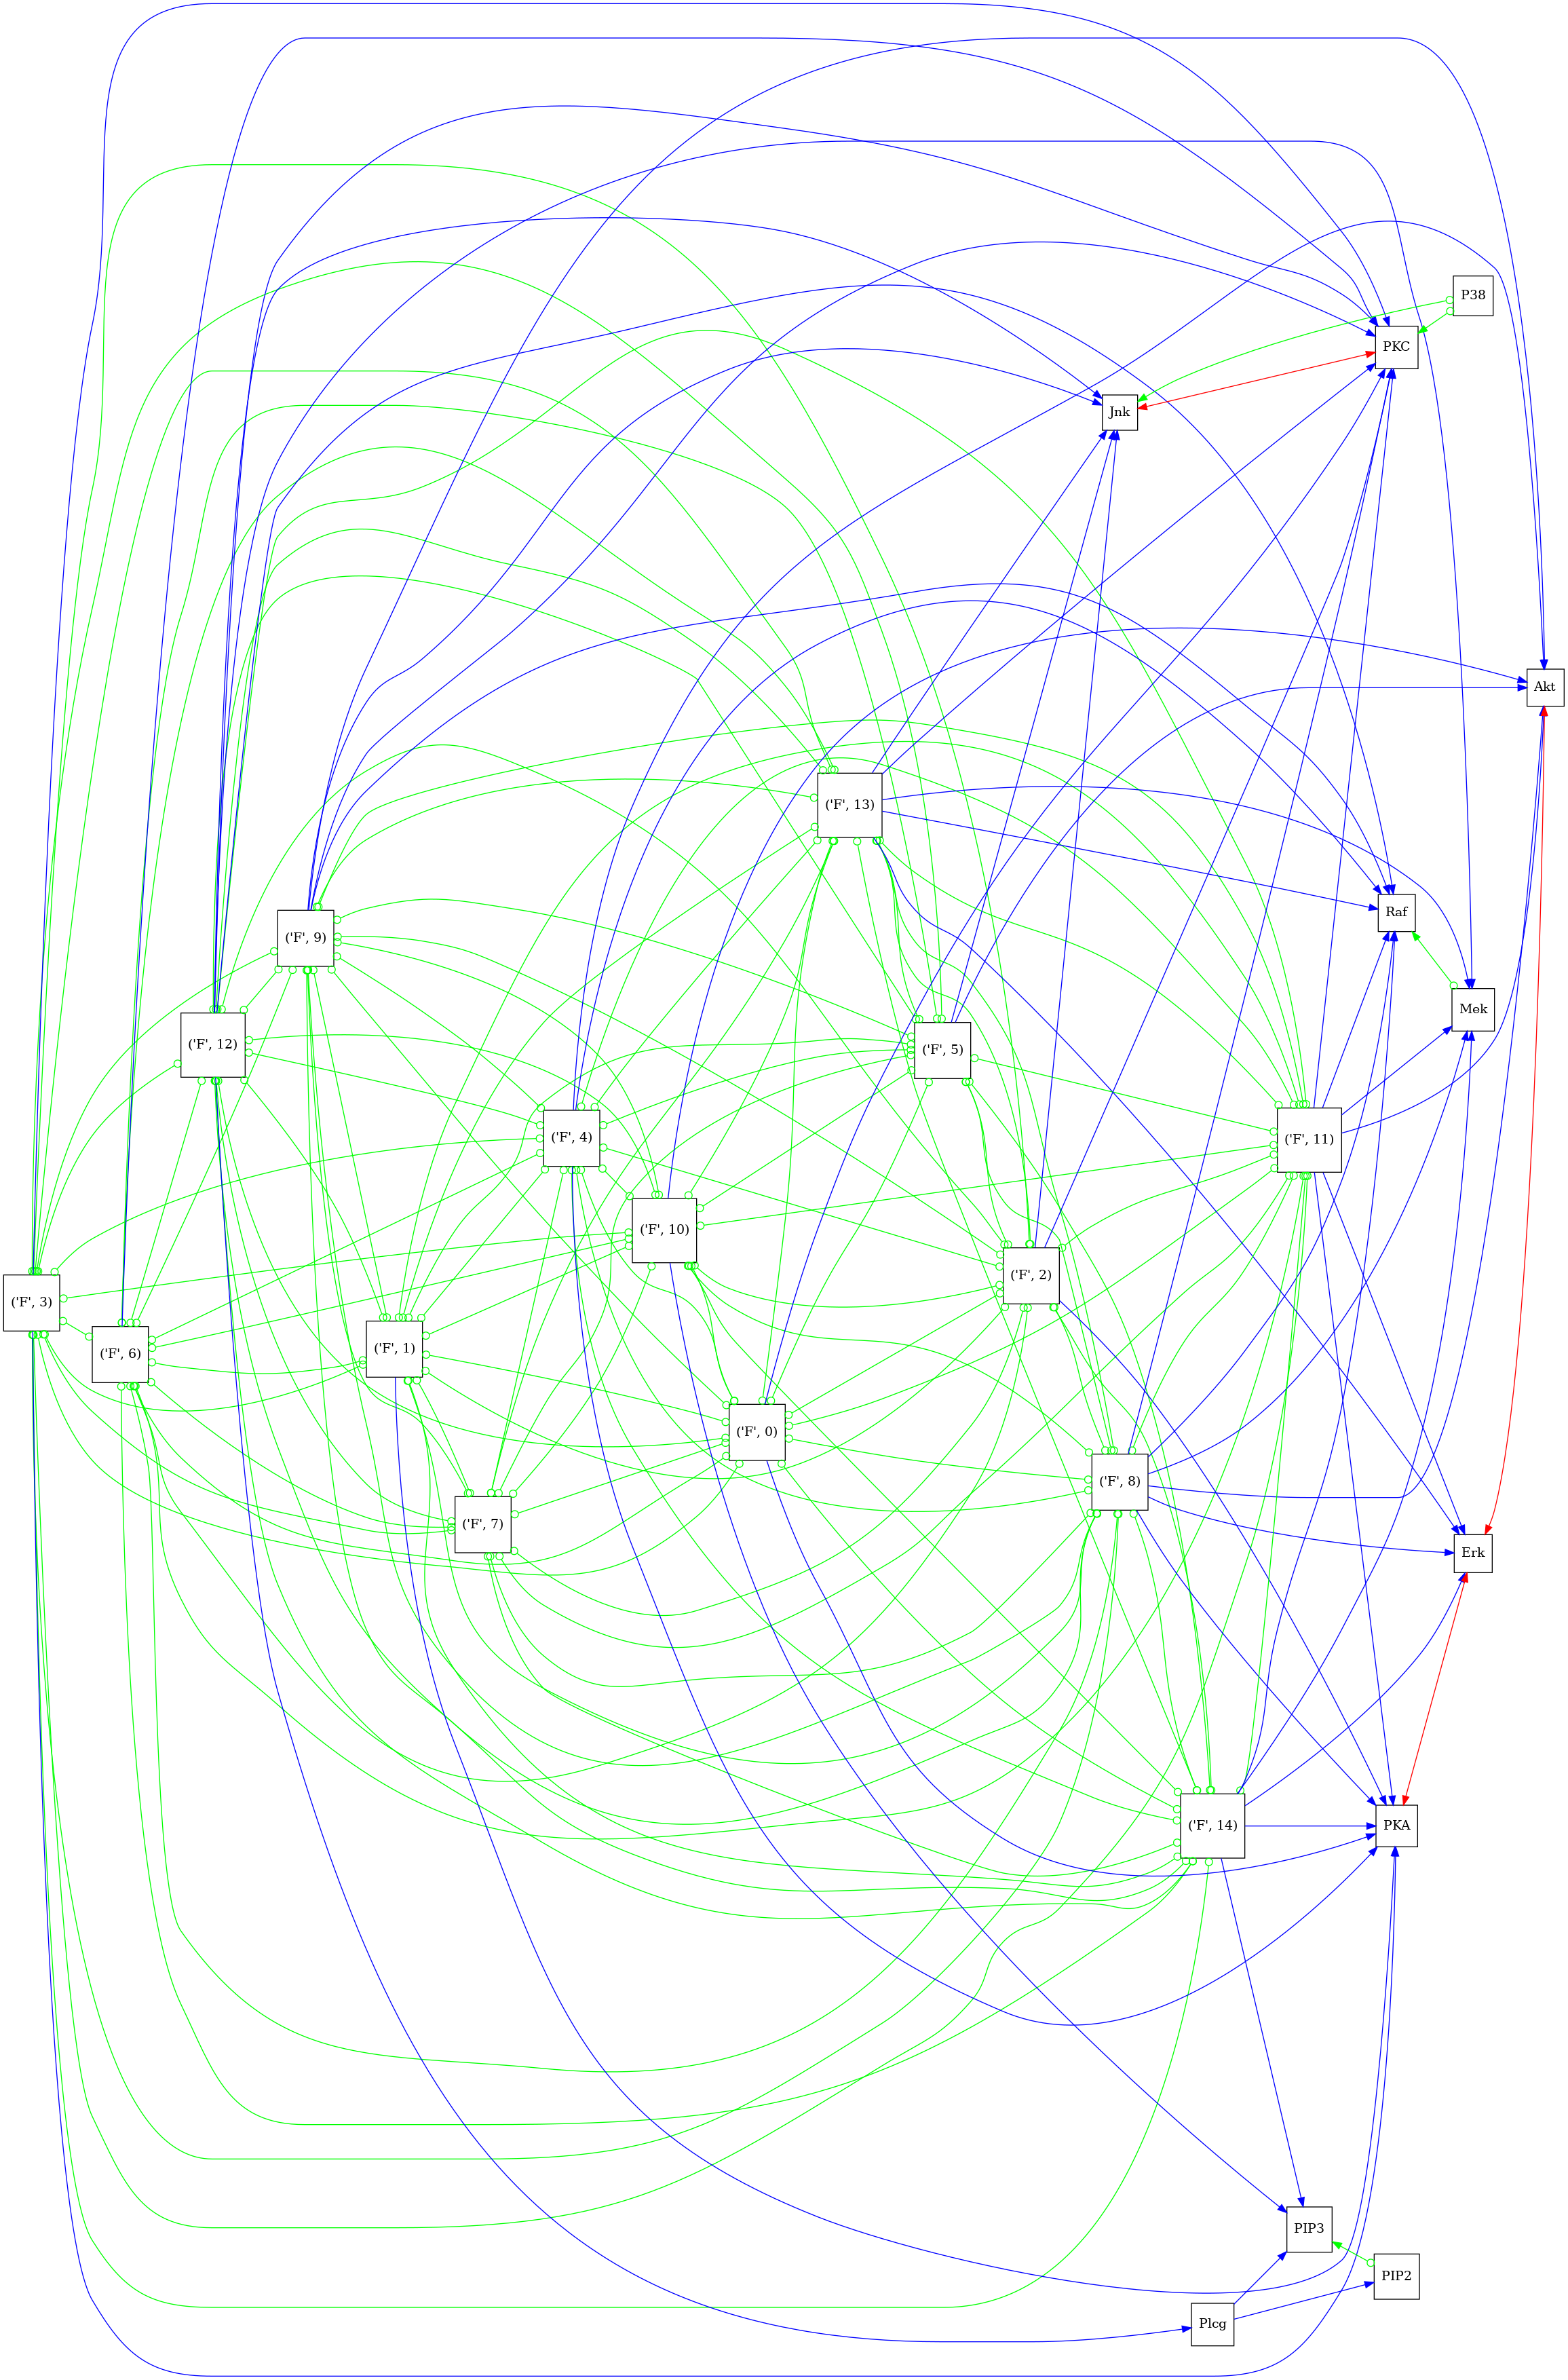 P38
PKC
Jnk
Akt
('F', 13)
Raf
('F', 9)
Mek
('F', 12)
('F', 5)
('F', 4)
('F', 11)
('F', 10)
('F', 2)
('F', 3)
('F', 6)
('F', 1)
('F', 0)
('F', 8)
('F', 7)
Erk
('F', 14)
PKA
PIP3
PIP2
Plcg